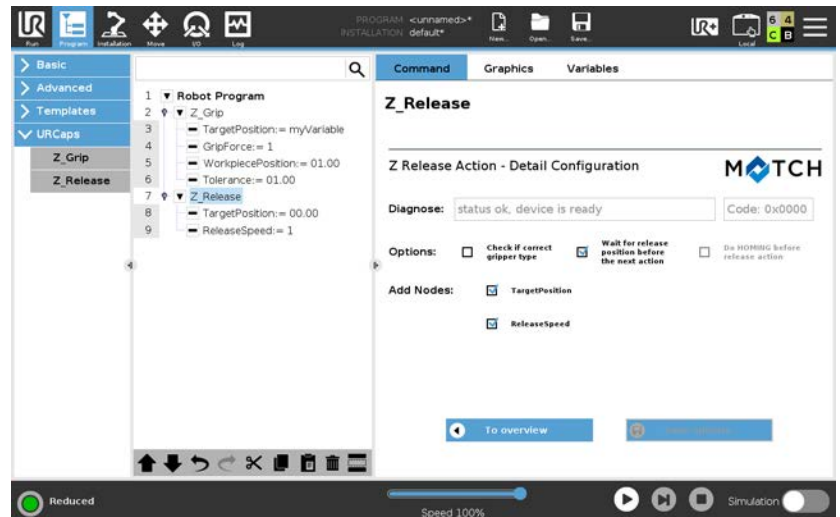 UR
Run
Program
Installation
Move
I/O
Log
PROGRAM <unnamed>*
INSTALLATION default*
New...
Open...
Save...
UR+
Local
6 4
C B
Basic
Advanced
Templates
URCaps
Z_Grip
Z_Release
1 Robot Program
2 Z_Grip
3 TargetPosition:= myVariable
4 GripForce:= 1
5 WorkpiecePosition:= 01.00
6 Tolerance:= 01.00
7 Z_Release
8 TargetPosition:= 00.00
9 ReleaseSpeed:= 1
Command Graphics Variables
Z_Release
Z Release Action - Detail Configuration
MATCH
Diagnose: status ok, device is ready Code: 0x0000
Options:
Check if correct
gripper type
Wait for release
position before
the next action
Do HOMING before
release action
Add Nodes:
TargetPosition
ReleaseSpeed
To overview
Reduced
Speed 100%
Simulation